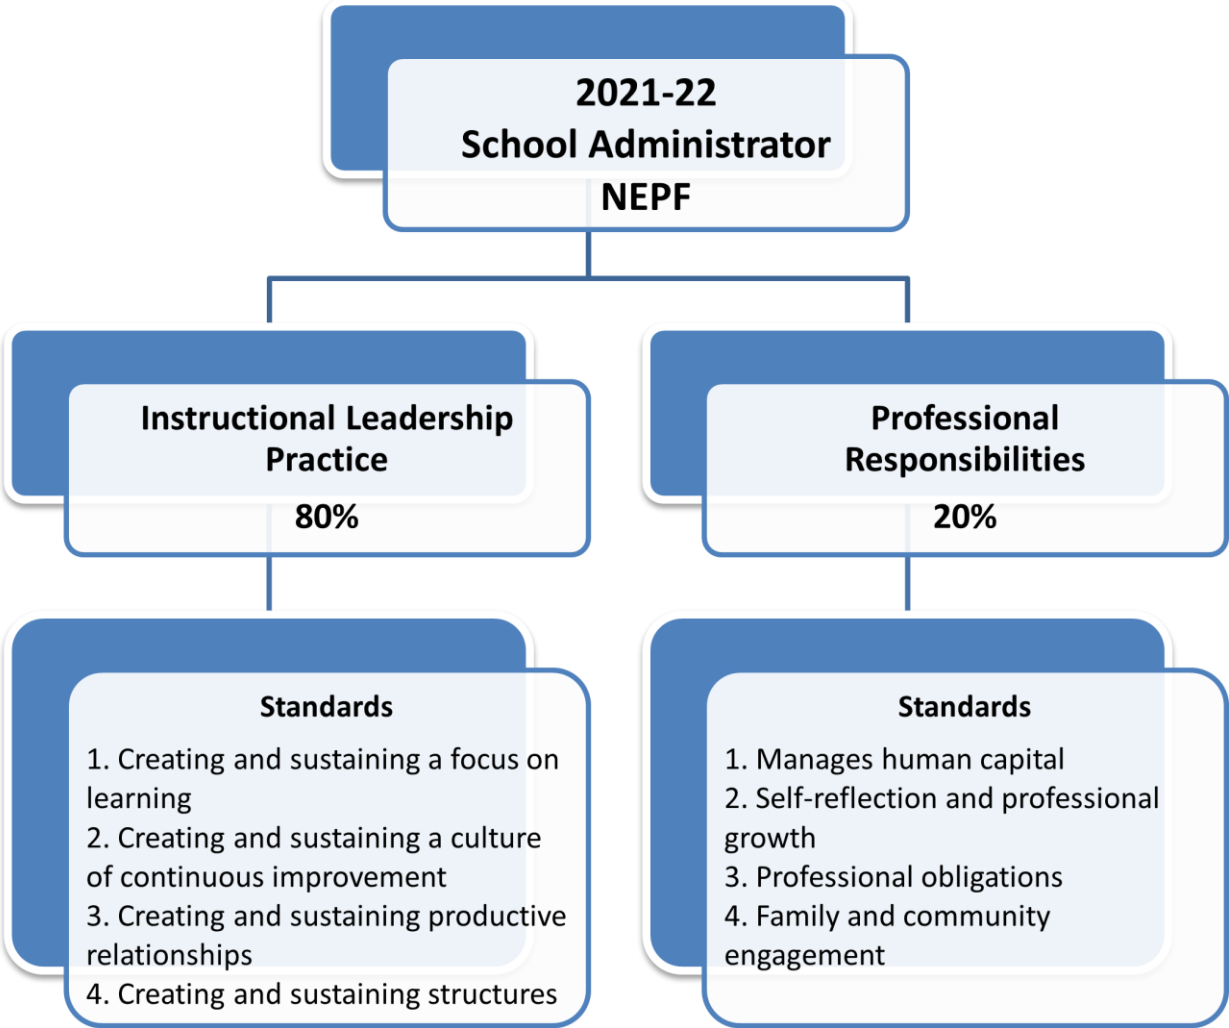 2021-22
School Administrator
NEPF
Instructional Leadership
Practice
80%
Professional
Responsibilities
20%
Standards
1. Creating and sustaining a focus on
learning
2. Creating and sustaining a culture
of continuous improvement
3. Creating and sustaining productive
relationships
4. Creating and sustaining structures
Standards
1. Manages human capital
2. Self-reflection and professional
growth
3. Professional obligations
4. Family and community
engagement